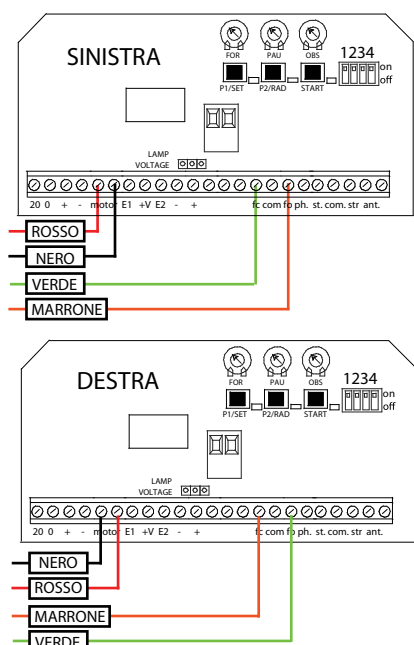 SINISTRA
FOR PAU OBS
1234
on
off
P1/SET P2/RAD START
LAMP
VOLTAGE
20 0 + - motor E1 +V E2 - + fc com fo ph. st. com. str ant.
ROSSO
NERO
VERDE
MARRONE
DESTRA
FOR PAU OBS
1234
on
off
P1/SET P2/RAD START
LAMP
VOLTAGE
20 0 + - motor E1 +V E2 - + fc com fo ph. st. com. str ant.
NERO
ROSSO
MARRONE
VERDE